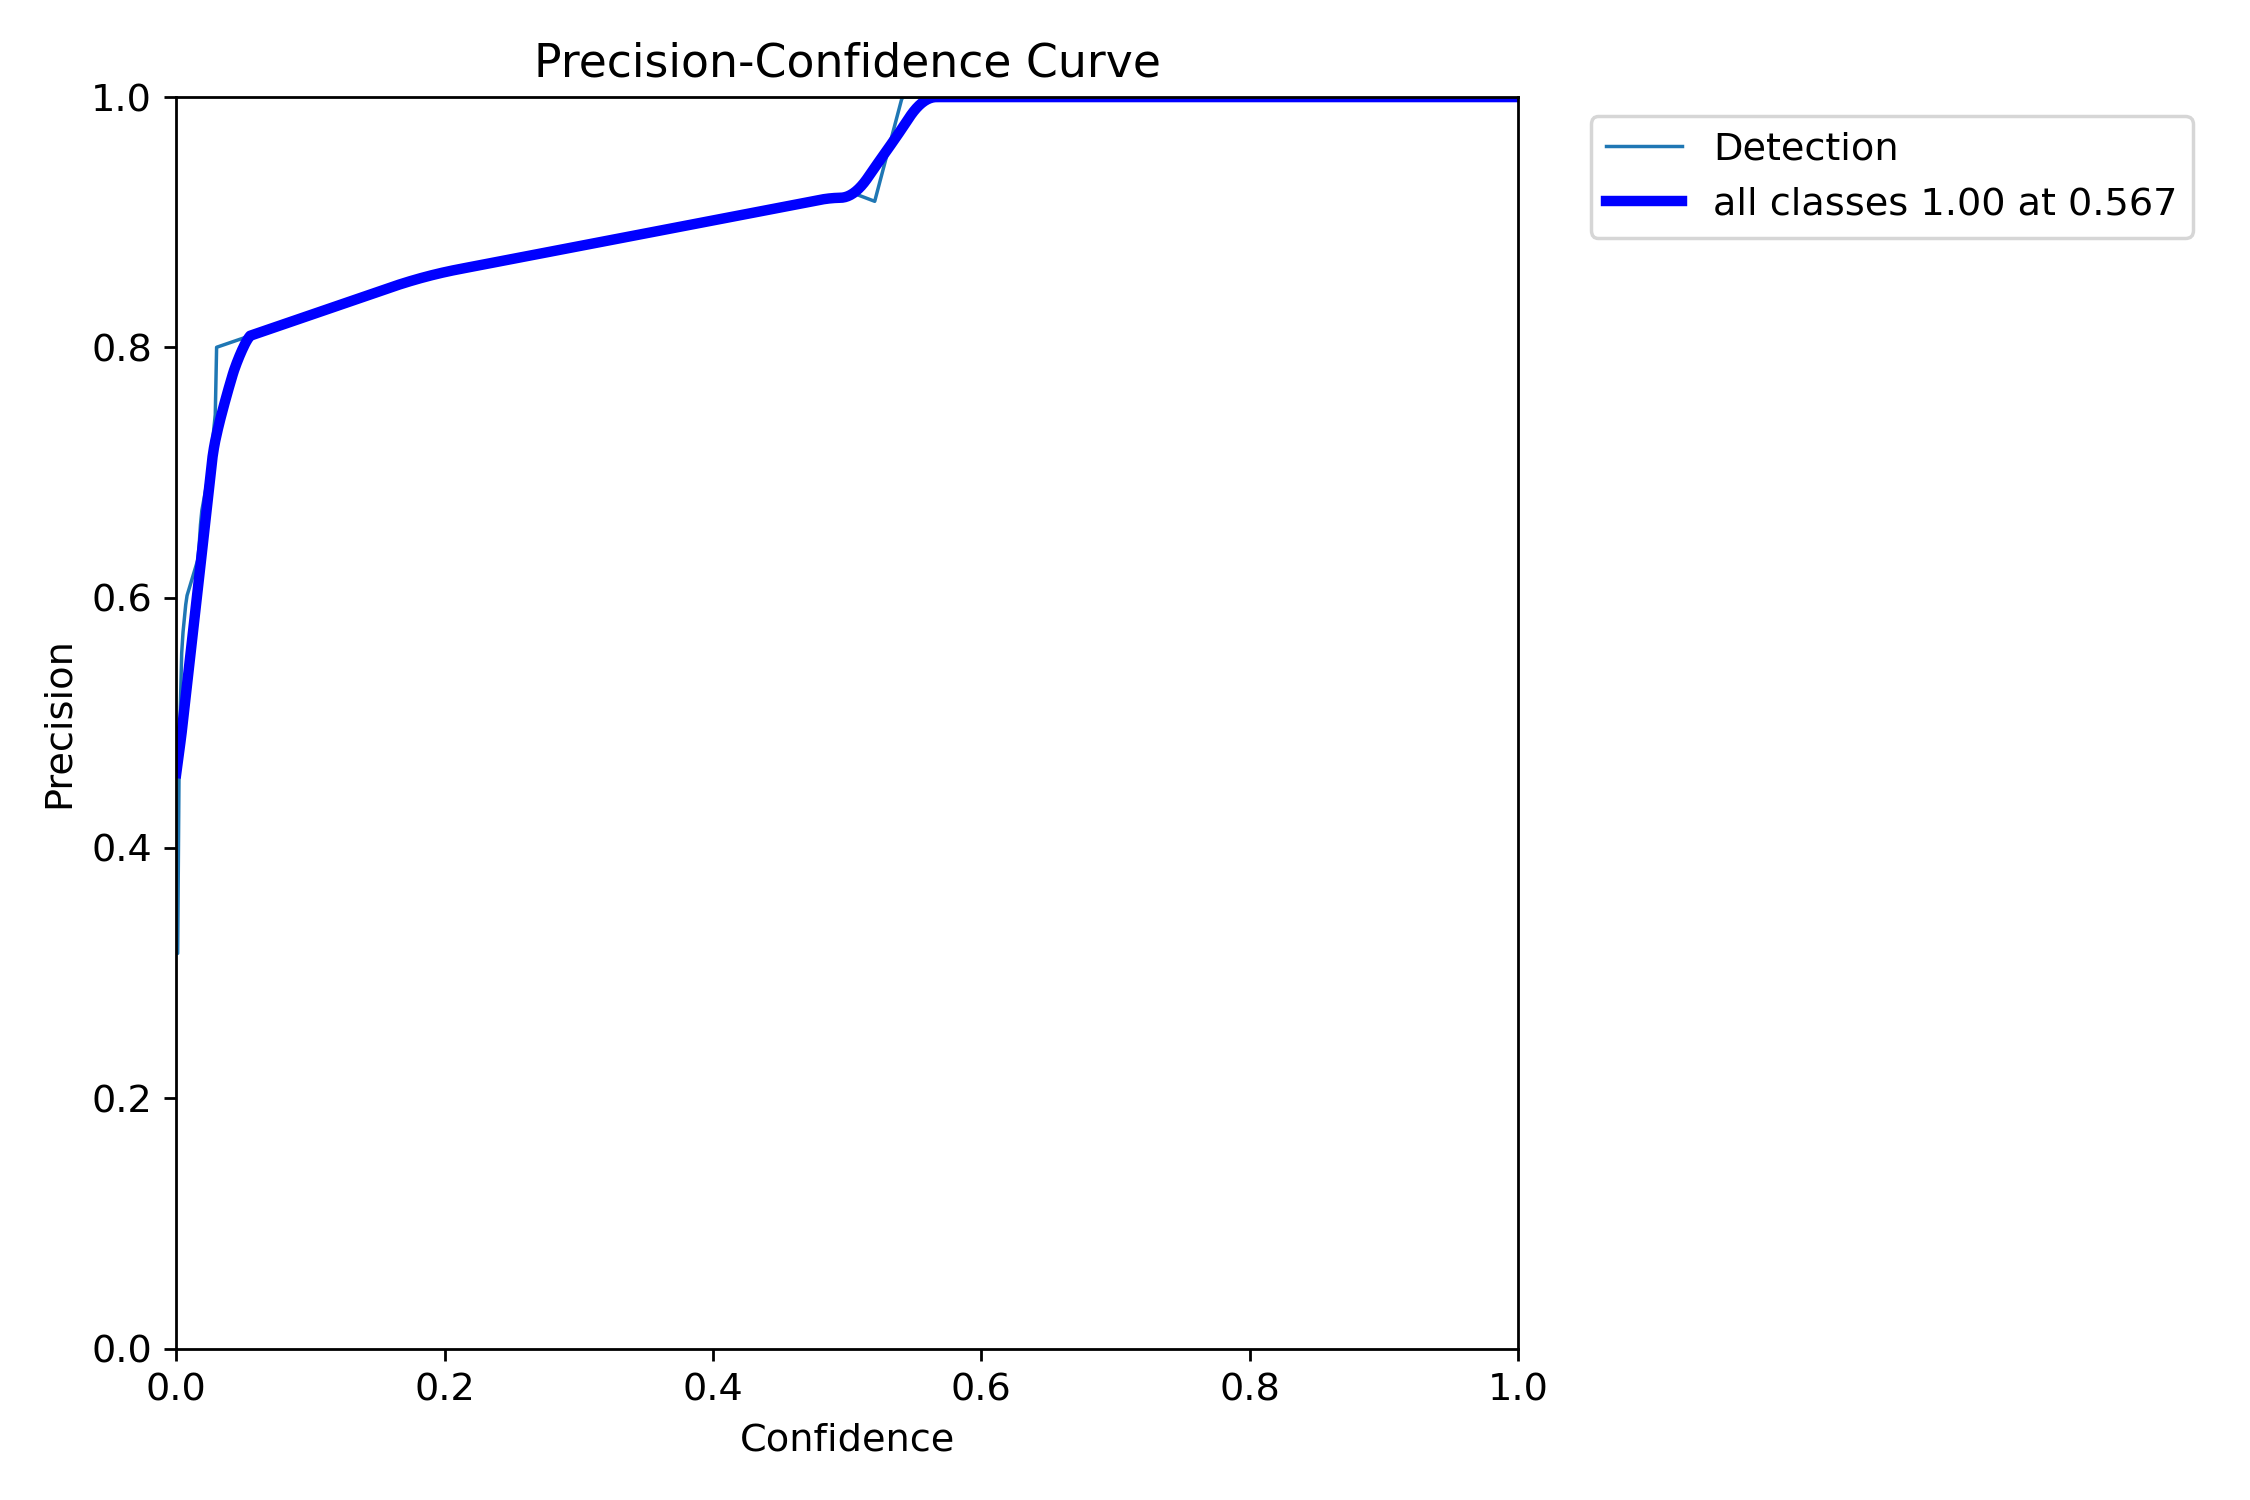 Precision-Confidence Curve
1.0
0.8
0.6
0.4
0.2
0.0
Precision
0.0 0.2 0.4 0.6 0.8 1.0
Confidence
Detection
all classes 1.00 at 0.567